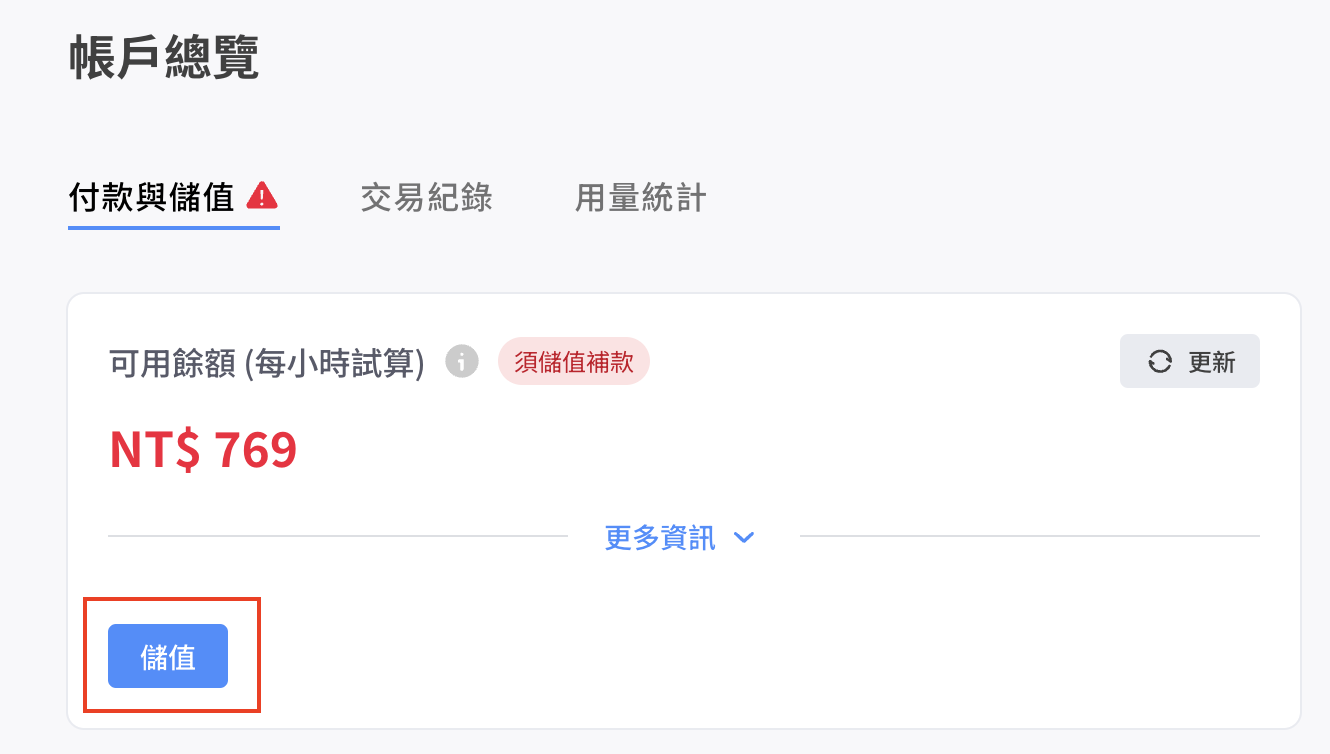 帳戶總覽
付款與儲值 交易紀錄 用量統計
可用餘額 (每小時試算) 須儲值補款 更新
NT$ 769
更多資訊
儲值